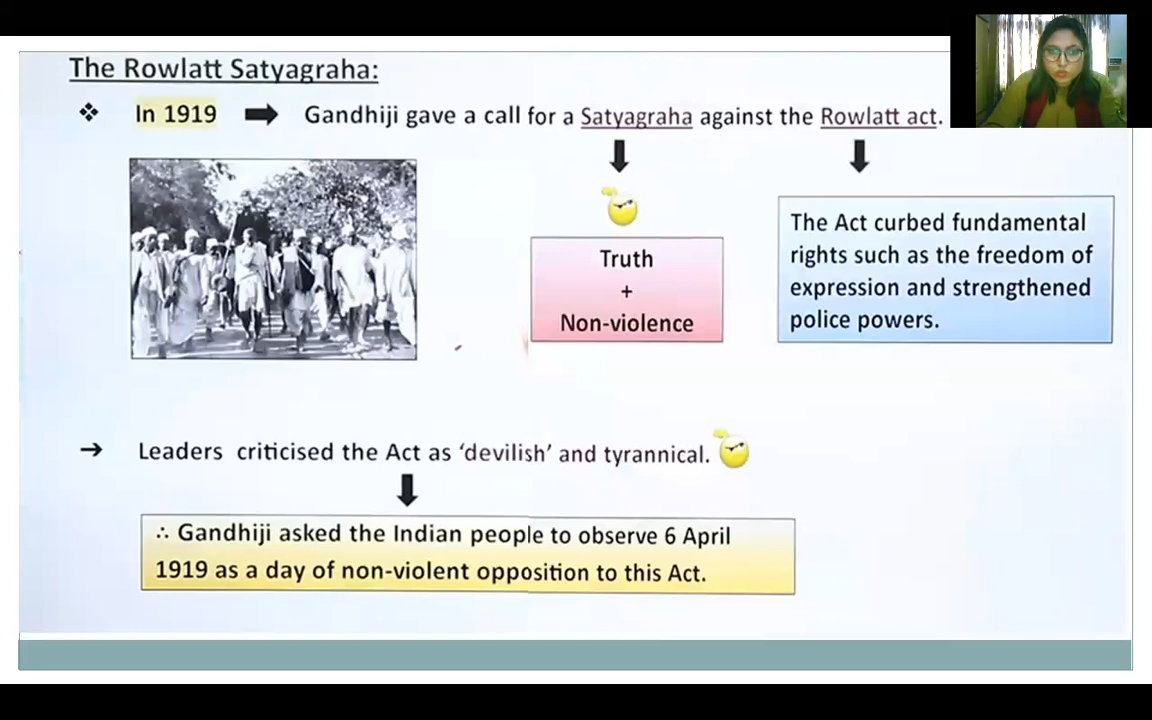 The Rowlatt Satyagraha:
❖ In 1919 ➡ Gandhiji gave a call for a Satyagraha against the Rowlatt act.
Truth
+
Non-violence
The Act curbed fundamental
rights such as the freedom of
expression and strengthened
police powers.
→ Leaders criticised the Act as ‘devilish’ and tyrannical.
∴ Gandhiji asked the Indian people to observe 6 April
1919 as a day of non-violent opposition to this Act.